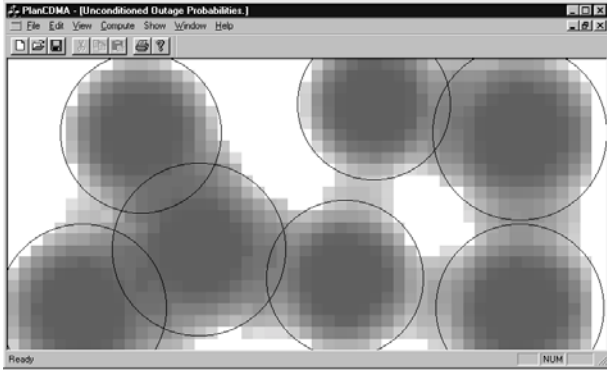 PlanCDMA - [Unconditioned Outage Probabilities.]
File Edit View Compute Show Window Help
Ready
NUM